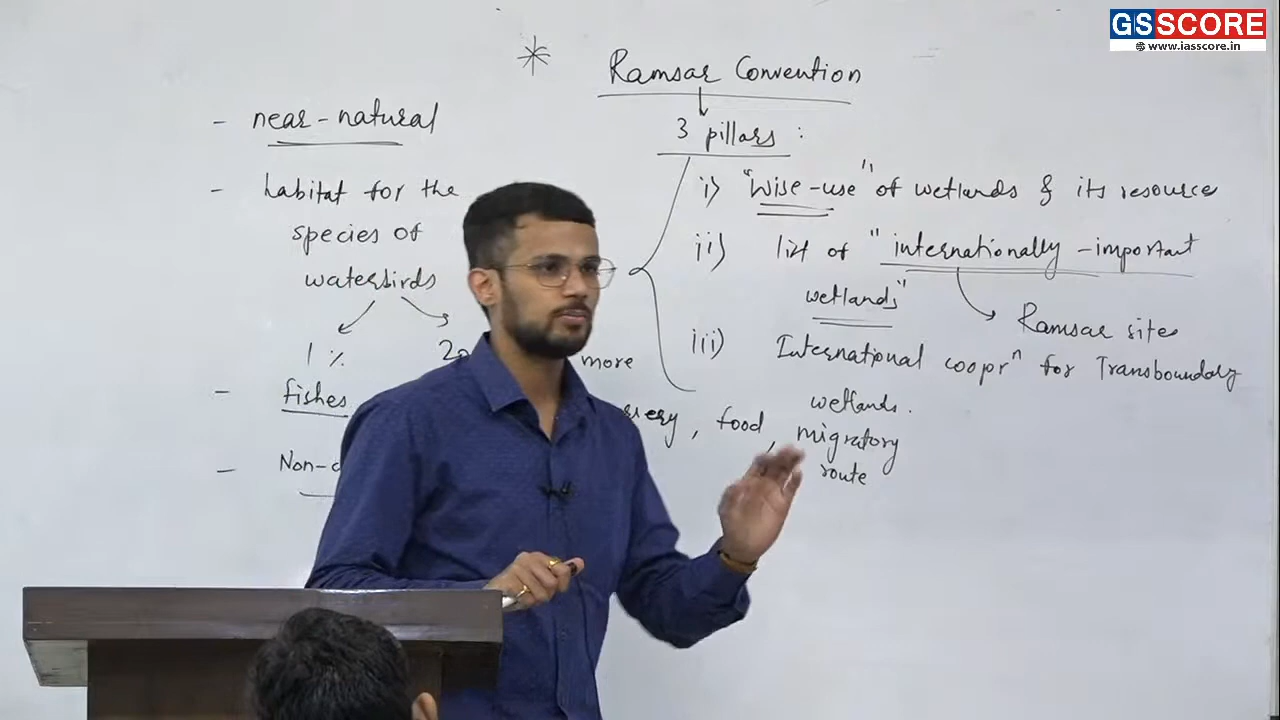 GSSCORE
www.iasscore.in
* Ramsar Convention
3 pillars :
i) "Wise-use" of wetlands & its resource
ii) list of "internationally-important
wetlands"
Ramsar sites
iii) International coopr^n for Transboundary
wetlands.
- near-natural
- habitat for the
species of
waterbirds
1 %
more
- fishes
food, migratory
route
- Non-